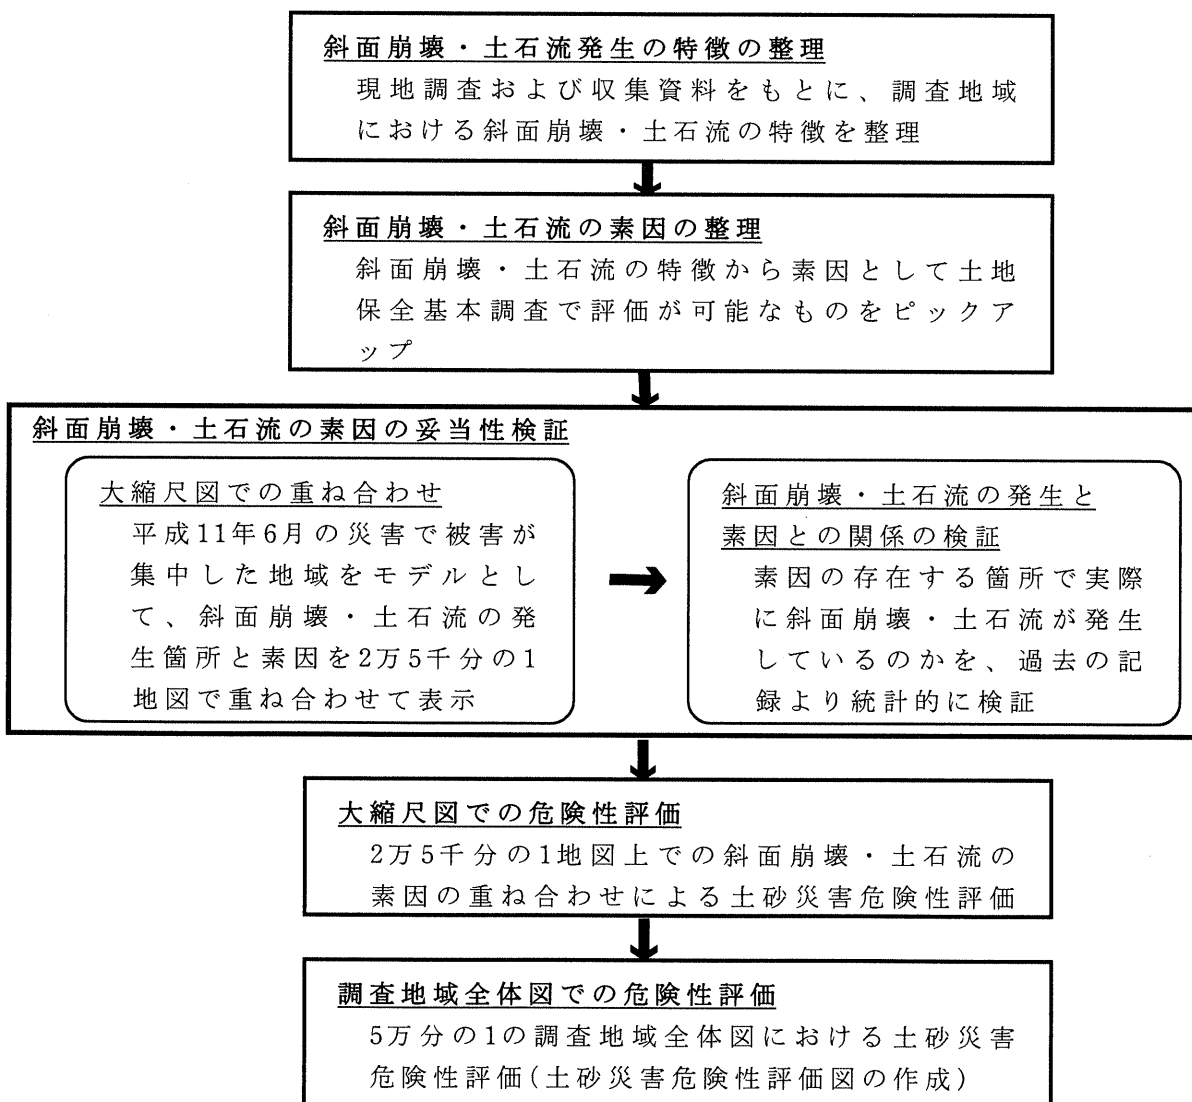 斜面崩壊・土石流発生の特徴の整理
現地調査および収集資料をもとに、調査地域
における斜面崩壊・土石流の特徴を整理
斜面崩壊・土石流の素因の整理
斜面崩壊・土石流の特徴から素因として土地
保全基本調査で評価が可能なものをピックア
ップ
斜面崩壊・土石流の素因の妥当性検証
大縮尺図での重ね合わせ
平成11年6月の災害で被害が
集中した地域をモデルとし
て、斜面崩壊・土石流の発
生箇所と素因を2万5千分の1
地図で重ね合わせて表示
斜面崩壊・土石流の発生と
素因との関係の検証
素因の存在する箇所で実際
に斜面崩壊・土石流が発生
しているのかを、過去の記
録より統計的に検証
大縮尺図での危険性評価
2万5千分の1地図上での斜面崩壊・土石流の
素因の重ね合わせによる土砂災害危険性評価
調査地域全体図での危険性評価
5万分の1の調査地域全体図における土砂災害
危険性評価(土砂災害危険性評価図の作成)